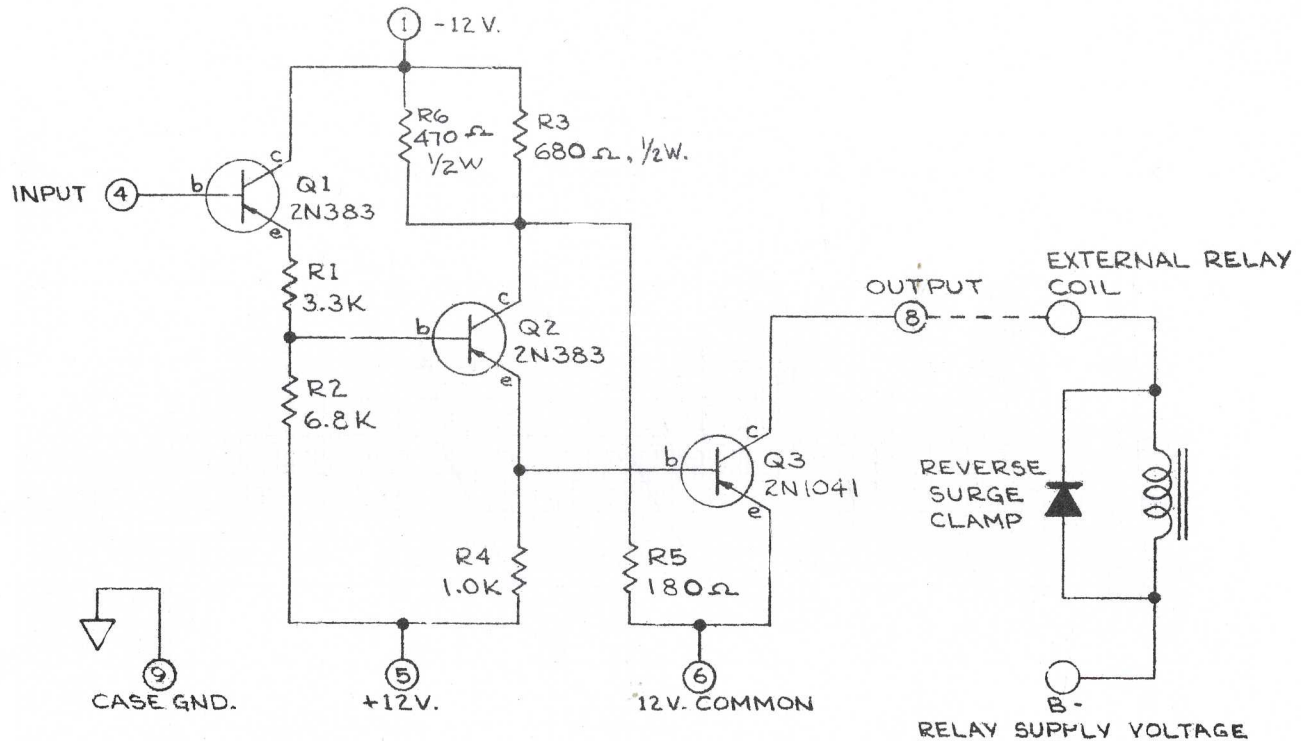 1 -12 V.
R6
470 Ω
1/2W
R3
680 Ω, 1/2W.
c
INPUT 4
b
Q1
2N383
e
R1
3.3K
c
b
Q2
2N383
e
R2
6.8K
OUTPUT
8
EXTERNAL RELAY
COIL
c
b
Q3
2N1041
e
REVERSE
SURGE
CLAMP
R4
1.0K
R5
180Ω
9
CASE GND.
5
+12V.
6
12V. COMMON
B-
RELAY SUPPLY VOLTAGE